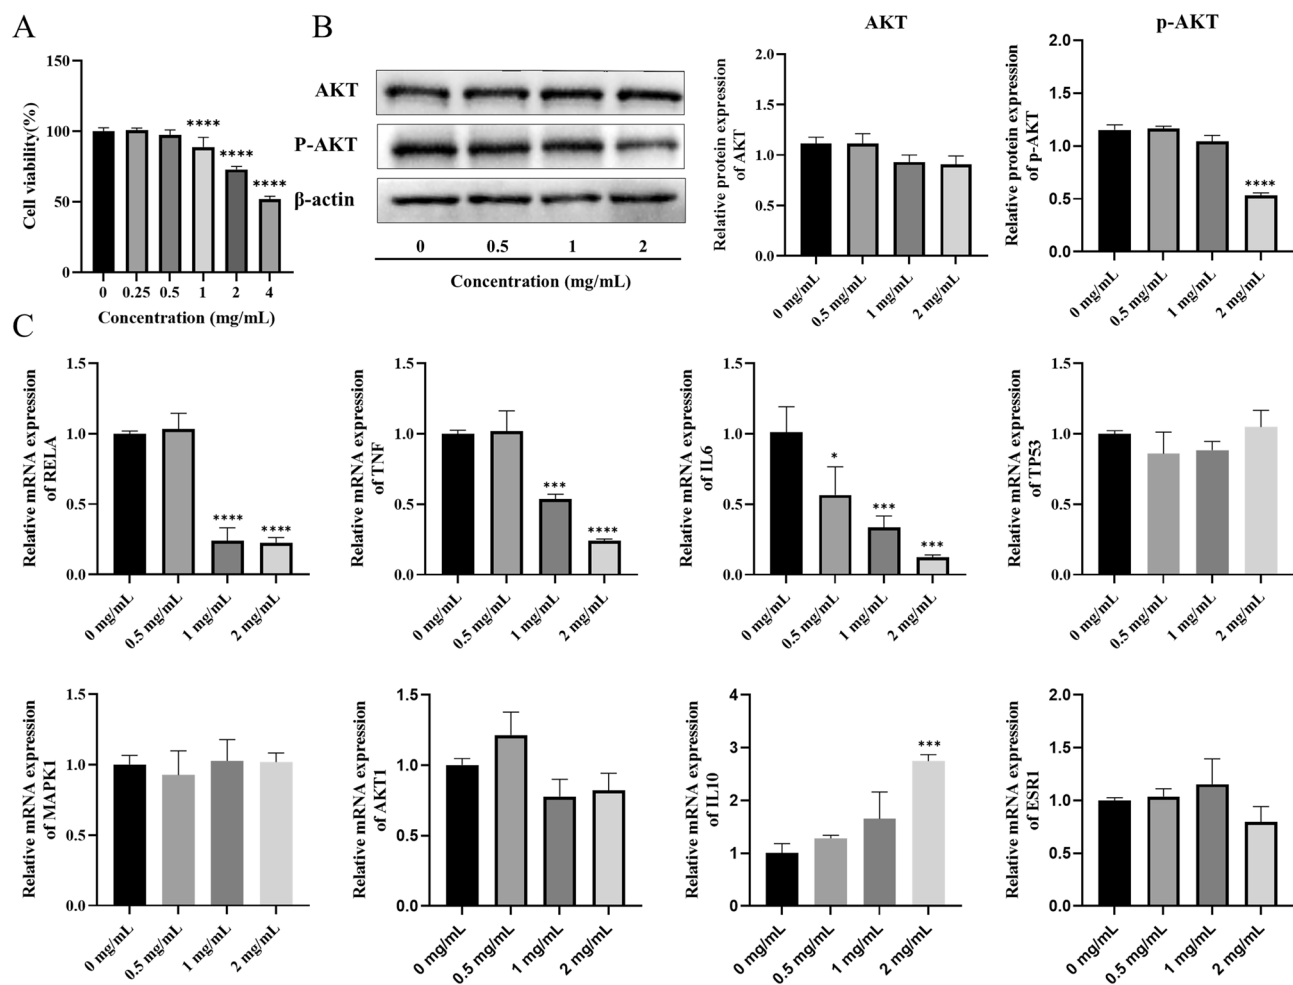 A
Cell viability(%)
150
100
50
0
****
****
****
0 0.25 0.5 1 2 4
Concentration (mg/mL)
B
AKT
P-AKT
β-actin
0 0.5 1 2
Concentration (mg/mL)
AKT
Relative protein expression
of AKT
2.0
1.5
1.0
0.5
0.0
0 mg/mL
0.5 mg/mL
1 mg/mL
2 mg/mL
p-AKT
Relative protein expression
of p-AKT
2.0
1.5
1.0
0.5
0.0
****
0 mg/mL
0.5 mg/mL
1 mg/mL
2 mg/mL
C
Relative mRNA expression
of RELA
1.5
1.0
0.5
0.0
****
****
0 mg/mL
0.5 mg/mL
1 mg/mL
2 mg/mL
Relative mRNA expression
of TNF
1.5
1.0
0.5
0.0
***
****
0 mg/mL
0.5 mg/mL
1 mg/mL
2 mg/mL
Relative mRNA expression
of IL6
1.5
1.0
0.5
0.0
*
***
***
0 mg/mL
0.5 mg/mL
1 mg/mL
2 mg/mL
Relative mRNA expression
of TP53
1.5
1.0
0.5
0.0
0 mg/mL
0.5 mg/mL
1 mg/mL
2 mg/mL
Relative mRNA expression
of MAPK1
1.5
1.0
0.5
0.0
0 mg/mL
0.5 mg/mL
1 mg/mL
2 mg/mL
Relative mRNA expression
of AKT1
1.5
1.0
0.5
0.0
0 mg/mL
0.5 mg/mL
1 mg/mL
2 mg/mL
Relative mRNA expression
of IL10
4
3
2
1
0
***
0 mg/mL
0.5 mg/mL
1 mg/mL
2 mg/mL
Relative mRNA expression
of ESR1
2.0
1.5
1.0
0.5
0.0
0 mg/mL
0.5 mg/mL
1 mg/mL
2 mg/mL